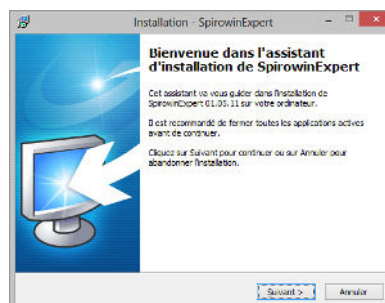 Installation - SpirowinExpert
Bienvenue dans l'assistant
d'installation de SpirowinExpert
Cet assistant va vous guider dans l'installation de
SpirowinExpert 01.05.11 sur votre ordinateur.
Il est recommandé de fermer toutes les applications actives
avant de continuer.
Cliquez sur Suivant pour continuer ou sur Annuler pour
abandonner l'installation.
Suivant >
Annuler